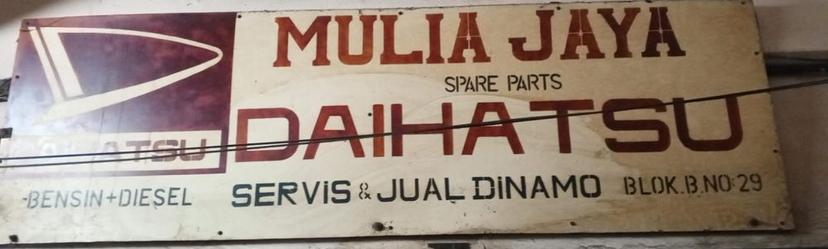 MULIA JAYA
SPARE PARTS
DAIHATSU
DAIHATSU
-BENSIN+DIESEL
SERViS & JUAL DiNAMO
BLOK.B.NO:29